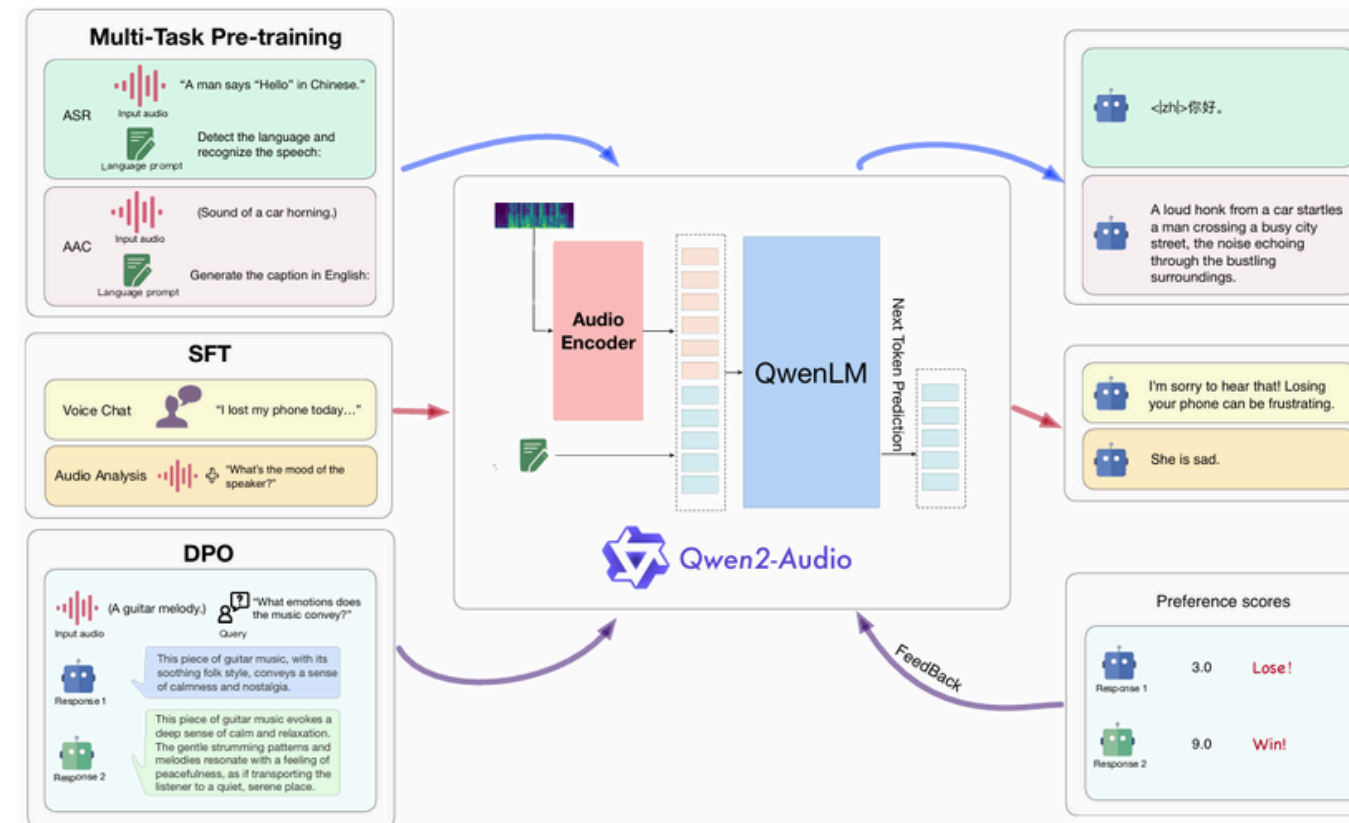 Multi-Task Pre-training
ASR
Input audio
“A man says “Hello” in Chinese.”
Language prompt
Detect the language and
recognize the speech:
AAC
Input audio
(Sound of a car horning.)
Language prompt
Generate the caption in English:
SFT
Voice Chat
“I lost my phone today...”
Audio Analysis
“What's the mood of the
speaker?”
DPO
Input audio
(A guitar melody.)
Query
“What emotions does
the music convey?”
Response 1
This piece of guitar music, with its
soothing folk style, conveys a sense
of calmness and nostalgia.
Response 2
This piece of guitar music evokes a
deep sense of calm and relaxation.
The gentle strumming patterns and
melodies resonate with a feeling of
peacefulness, as if transporting the
listener to a quiet, serene place.
Audio
Encoder
QwenLM
Next Token Prediction
Qwen2-Audio
FeedBack
<|zh|>你好。
A loud honk from a car startles
a man crossing a busy city
street, the noise echoing
through the bustling
surroundings.
I'm sorry to hear that! Losing
your phone can be frustrating.
She is sad.
Preference scores
Response 1
3.0
Lose!
Response 2
9.0
Win!